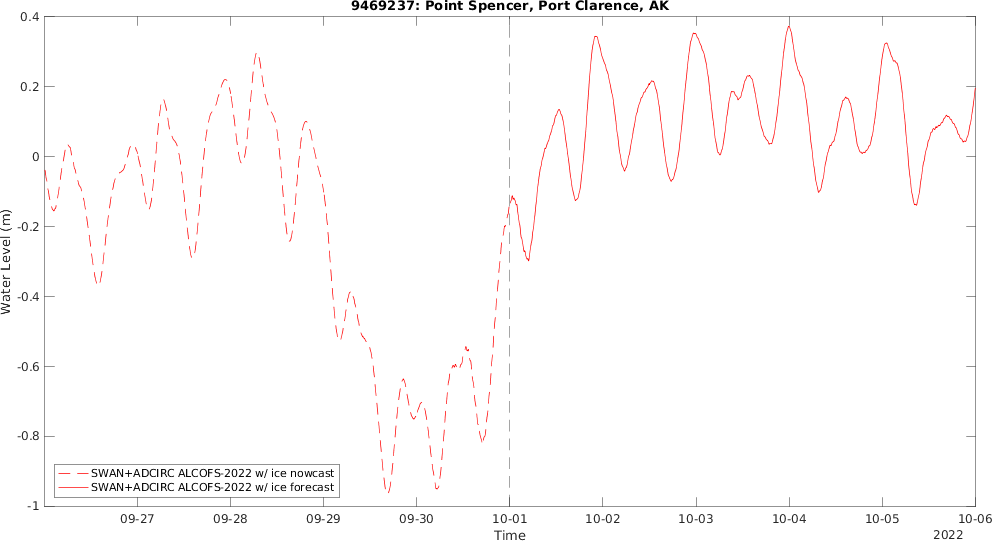 9469237: Point Spencer, Port Clarence, AK
0.4
0.2
0
-0.2
-0.4
-0.6
-0.8
-1
Water Level (m)
SWAN+ADCIRC ALCOFS-2022 w/ ice nowcast
SWAN+ADCIRC ALCOFS-2022 w/ ice forecast
09-27 09-28 09-29 09-30 10-01 10-02 10-03 10-04 10-05 10-06
Time
2022